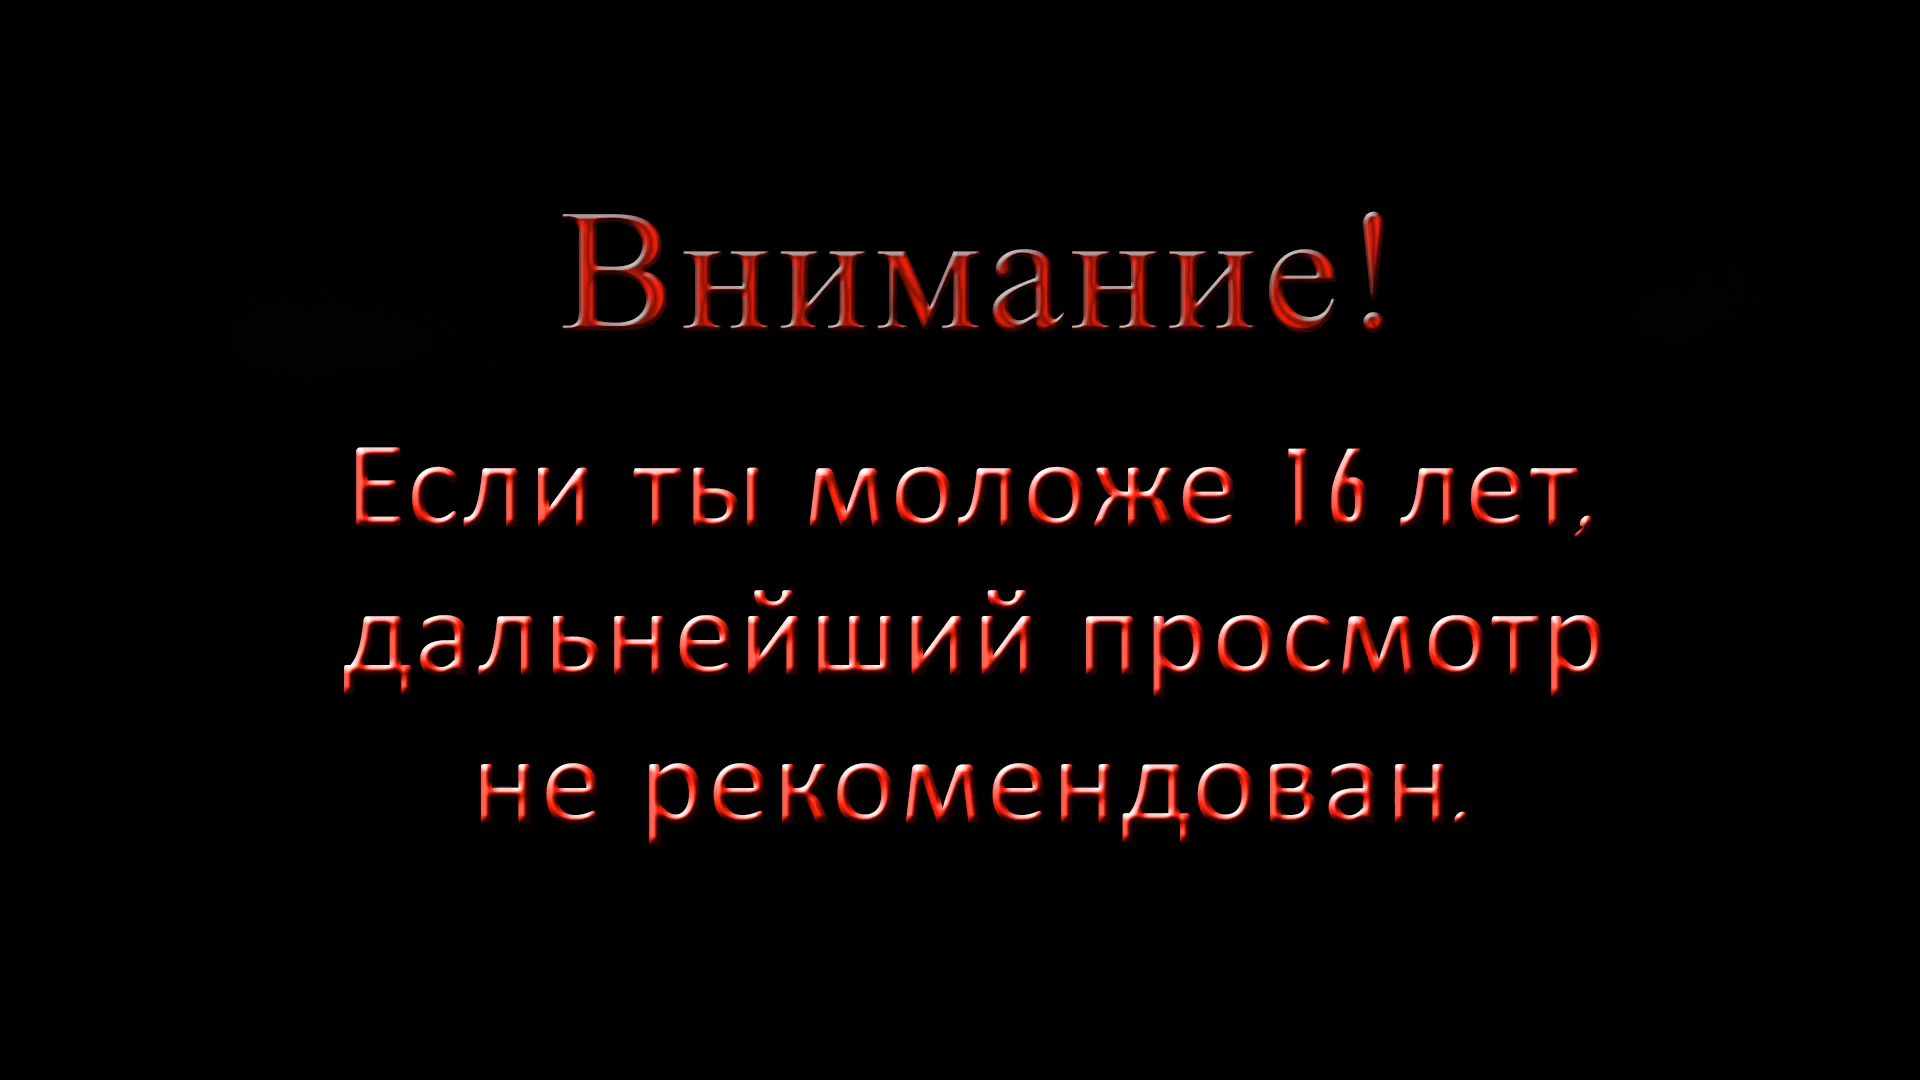 Внимание!
Если ты моложе 16 лет,
дальнейший просмотр
не рекомендован.